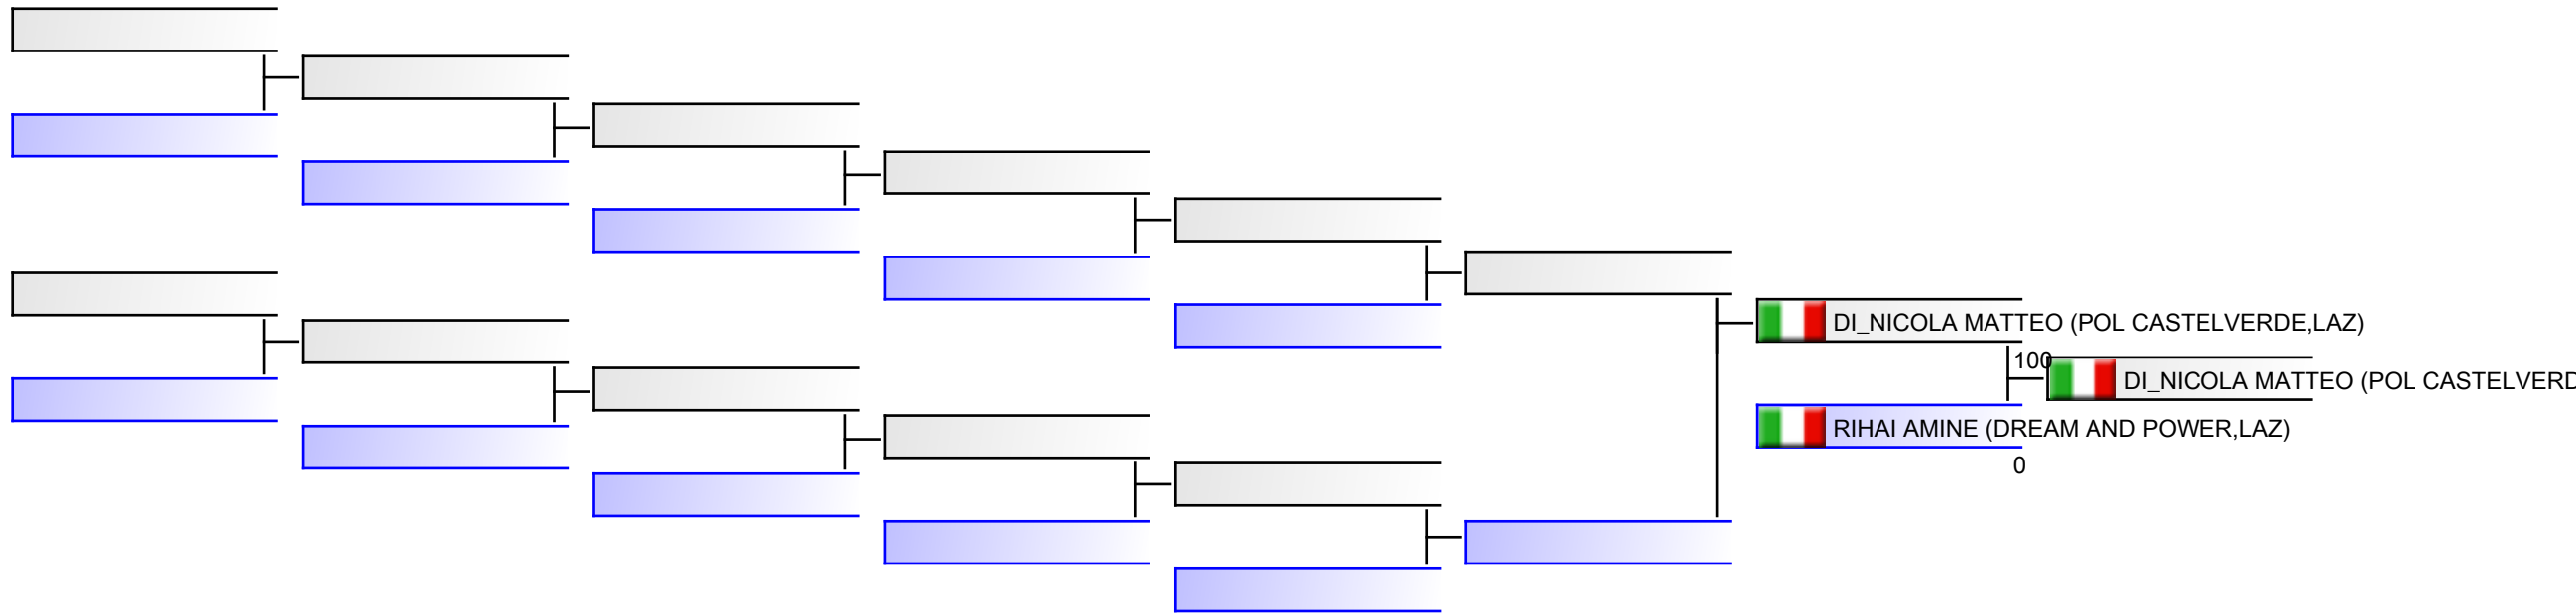 DI_NICOLA MATTEO (POL CASTELVERDE,LAZ)
100
DI_NICOLA MATTEO (POL CASTELVERD
RIHAI AMINE (DREAM AND POWER,LAZ)
0